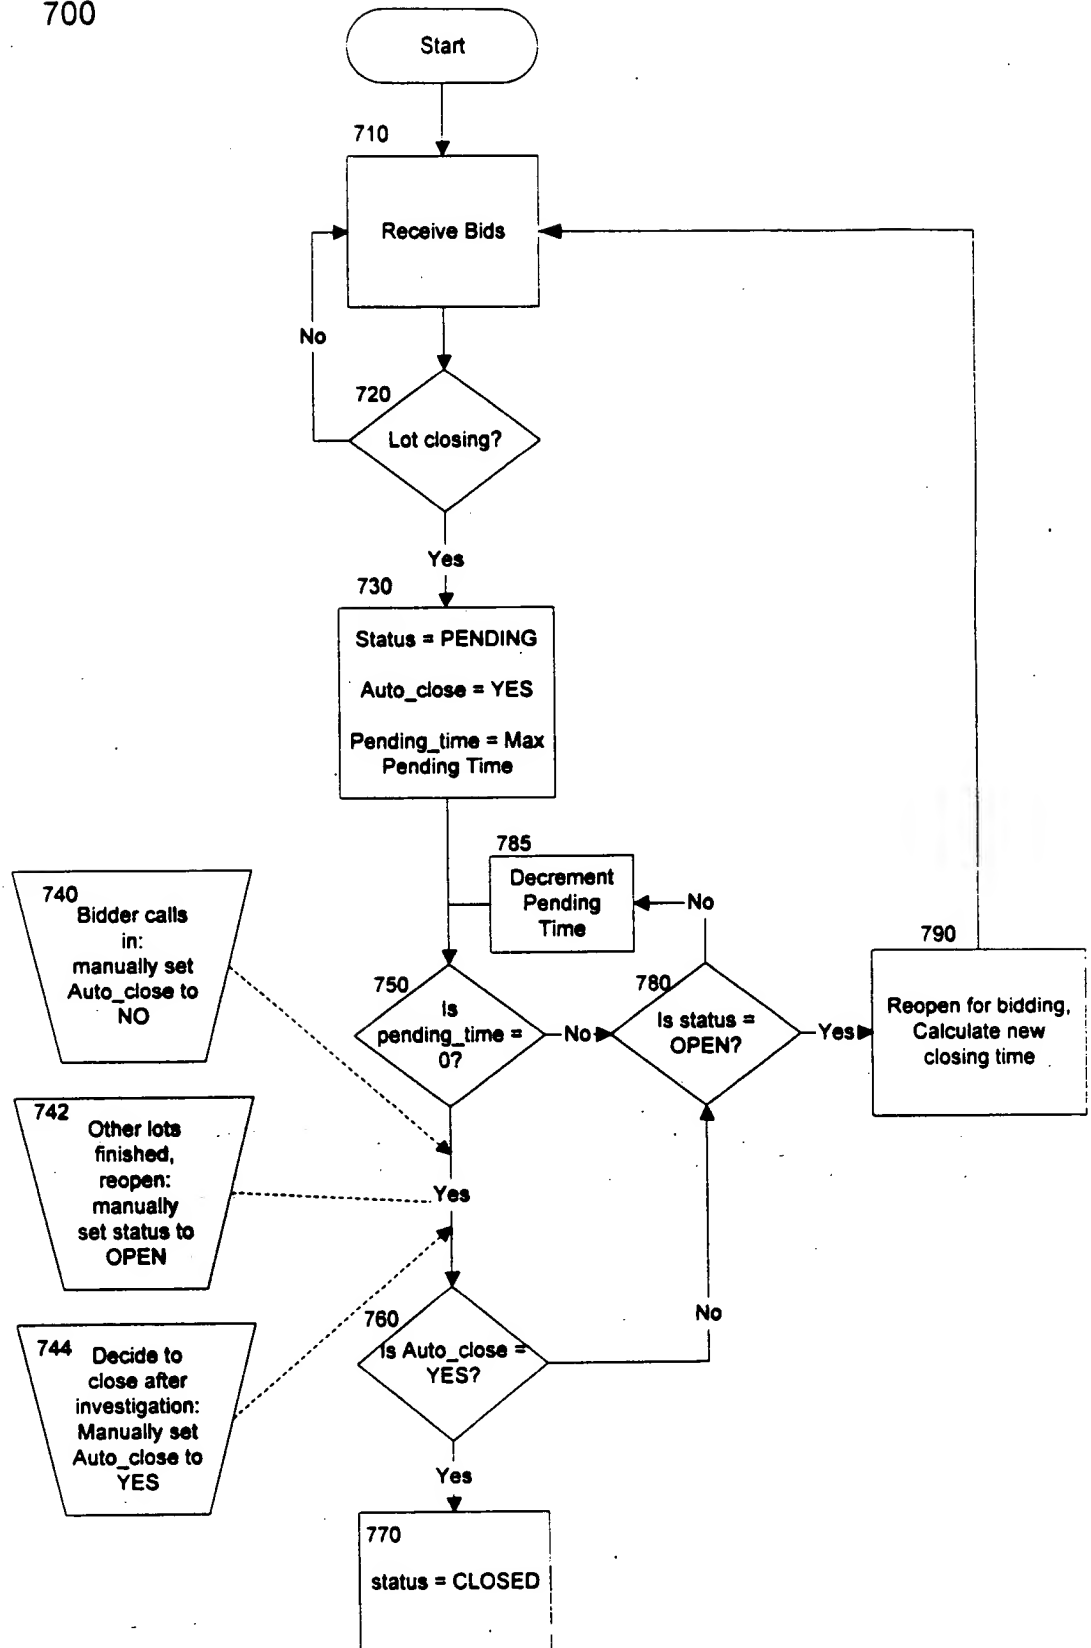 700
Start
710
Receive Bids
No
720
Lot closing?
Yes
730
Status = PENDING
Auto_close = YES
Pending_time = Max
Pending Time
785
Decrement
Pending
Time
No
740
Bidder calls
in:
manually set
Auto_close to
NO
750
Is
pending_time =
0?
No
780
Is status =
OPEN?
Yes
790
Reopen for bidding,
Calculate new
closing time
742
Other lots
finished,
reopen:
manually
set status to
OPEN
Yes
744
Decide to
close after
investigation:
Manually set
Auto_close to
YES
760
Is Auto_close =
YES?
No
Yes
770
status = CLOSED